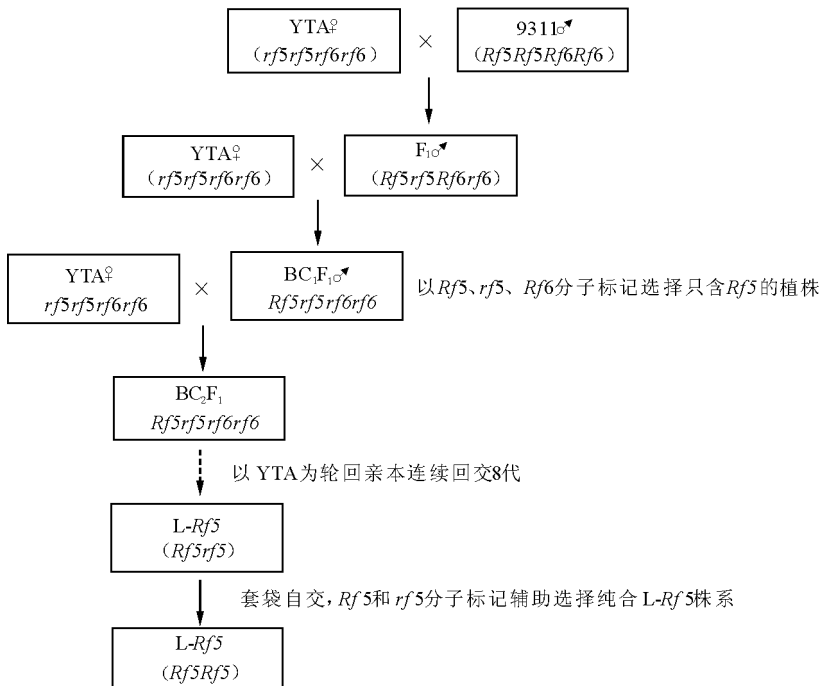 YTA♀ × 9311♂
(rf5rf5rf6rf6) (Rf5Rf5Rf6Rf6)
YTA♀ × F₁♂
(rf5rf5rf6rf6) (Rf5rf5Rf6rf6)
YTA♀ × BC₁F₁♂
rf5rf5rf6rf6 Rf5rf5rf6rf6
以Rf5、rf5、Rf6分子标记选择只含Rf5的植株
BC₂F₁
Rf5rf5rf6rf6
以 YTA为轮回亲本连续回交8代
L-Rf5
(Rf5rf5)
套袋自交,Rf5和rf5分子标记辅助选择纯合 L-Rf5株系
L-Rf5
(Rf5Rf5)